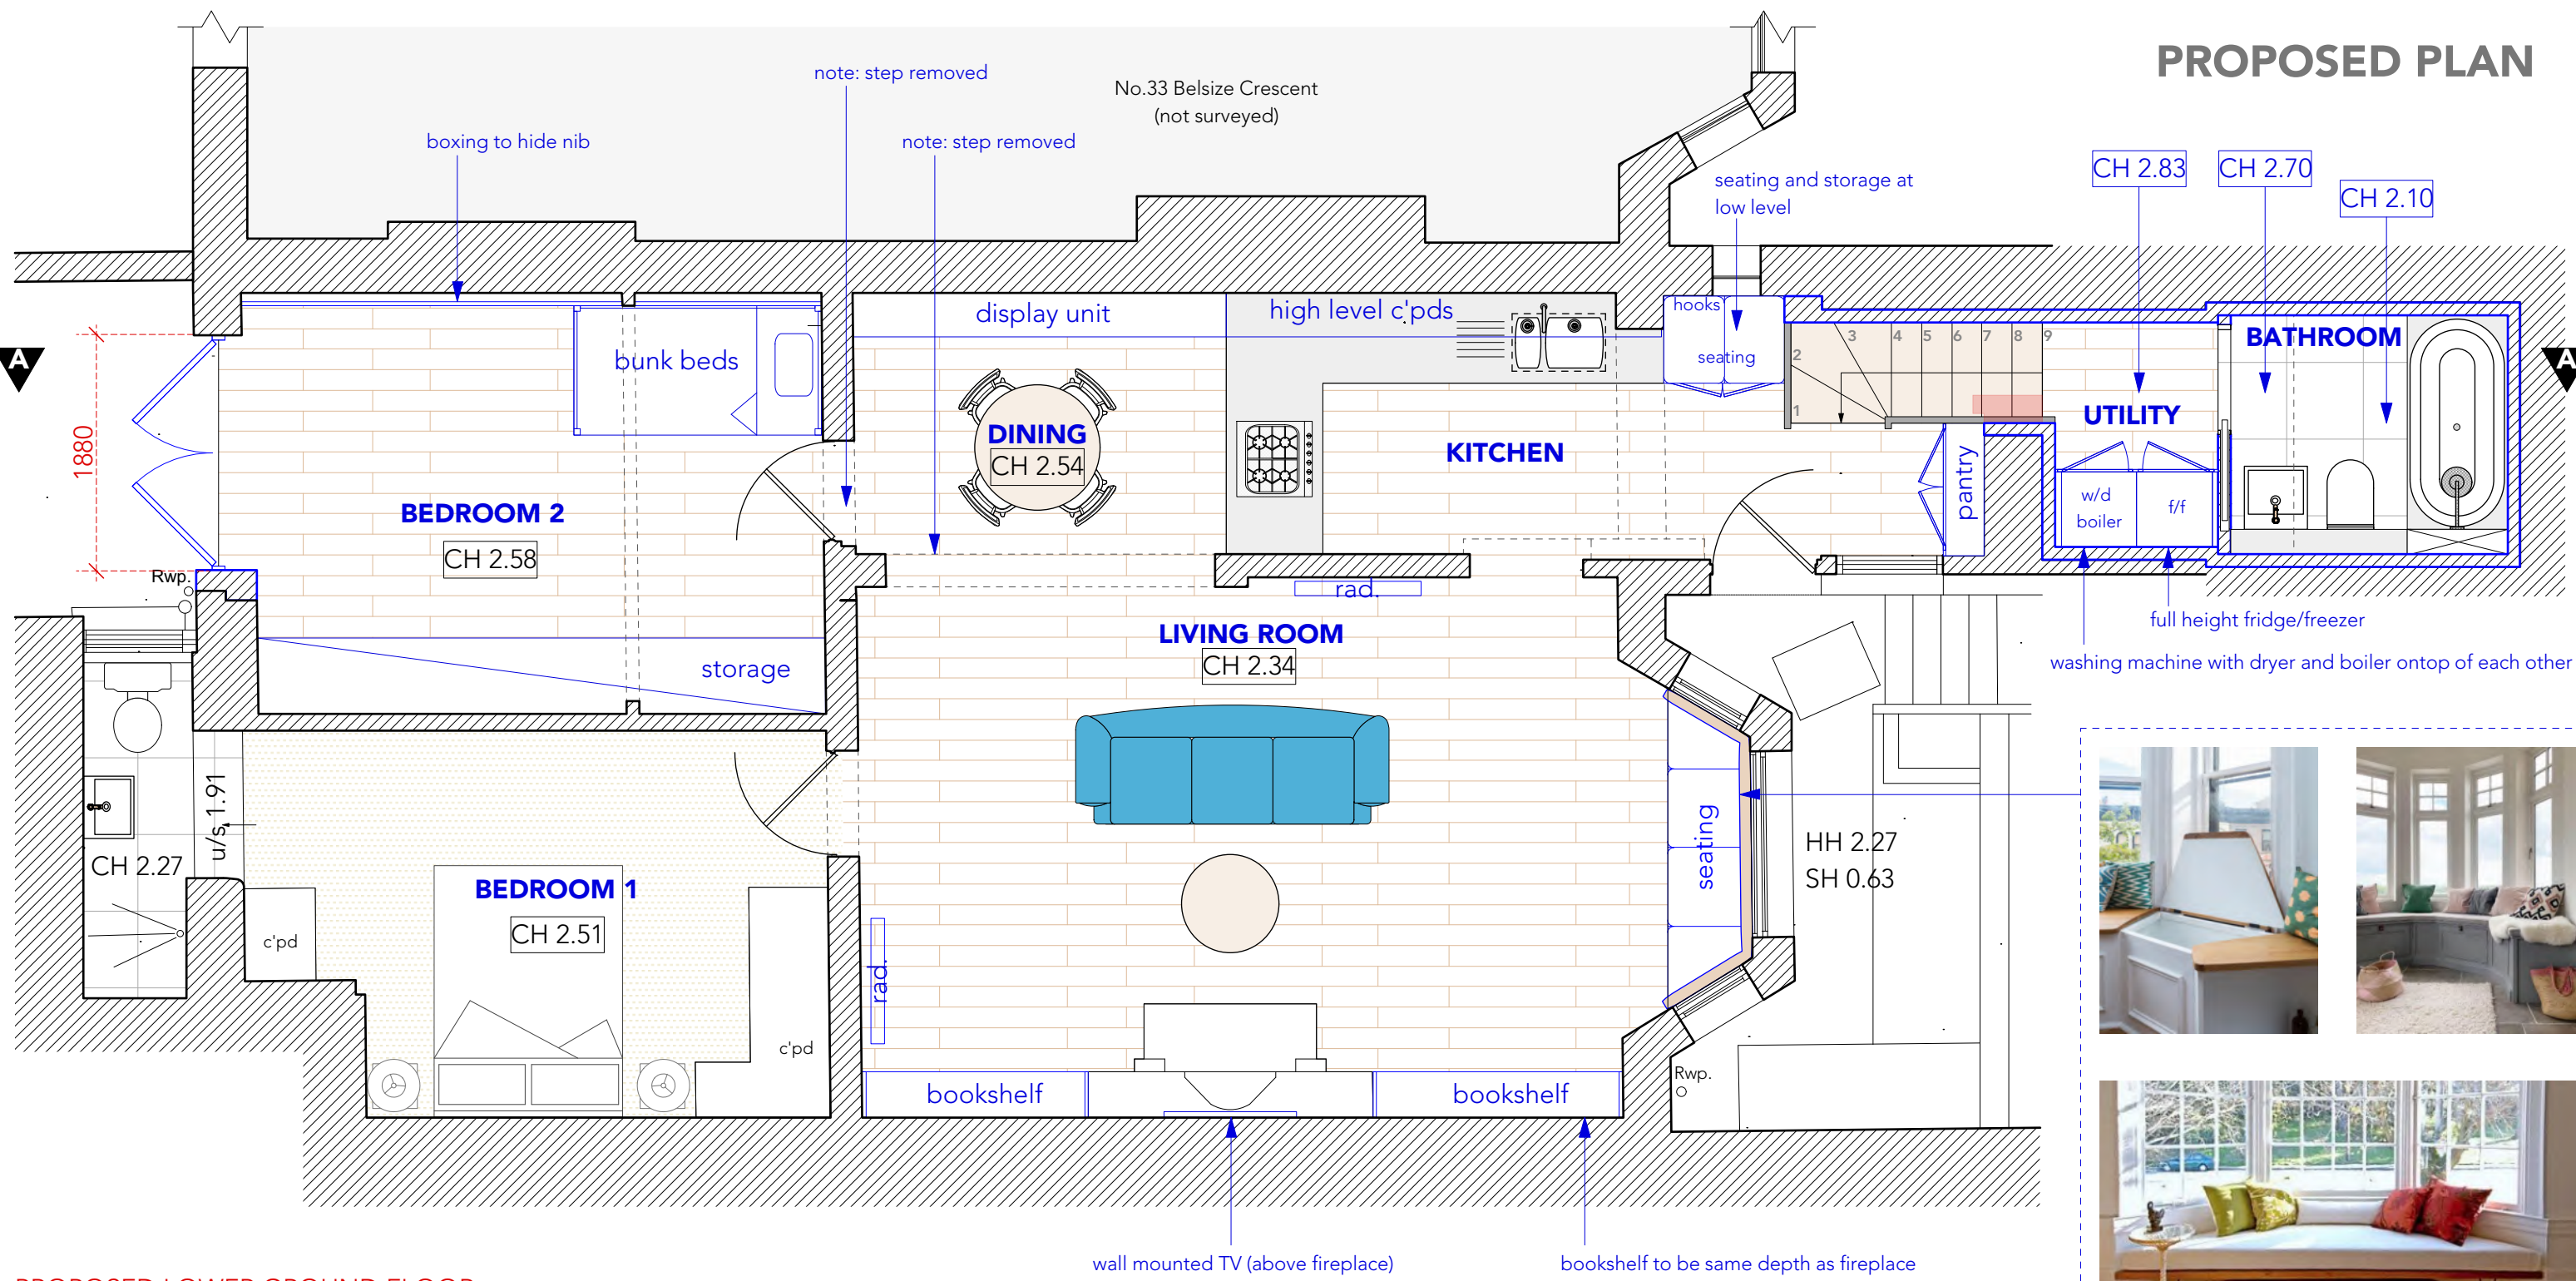 PROPOSED PLAN
note: step removed
No.33 Belsize Crescent
(not surveyed)
boxing to hide nib
note: step removed
seating and storage at
low level
CH 2.83
CH 2.70
CH 2.10
display unit
high level c'pds
hooks
seating
bunk beds
1
2
3
4
5
6
7
8
9
BATHROOM
A
A
1880
DINING
CH 2.54
KITCHEN
UTILITY
pantry
w/d
boiler
f/f
BEDROOM 2
CH 2.58
Rwp.
rad.
full height fridge/freezer
washing machine with dryer and boiler ontop of each other
LIVING ROOM
CH 2.34
storage
u/s 1.91
CH 2.27
BEDROOM 1
CH 2.51
c'pd
c'pd
rad.
seating
HH 2.27
SH 0.63
Rwp.
bookshelf
bookshelf
wall mounted TV (above fireplace)
bookshelf to be same depth as fireplace
PROPOSED LOWER GROUND FLOOR